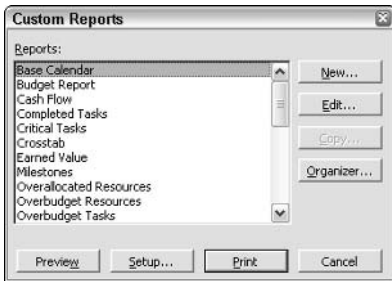 Custom Reports
Reports:
Base Calendar
Budget Report
Cash Flow
Completed Tasks
Critical Tasks
Crosstab
Earned Value
Milestones
Overallocated Resources
Overbudget Resources
Overbudget Tasks
New...
Edit...
Copy...
Organizer...
Preview
Setup...
Print
Cancel